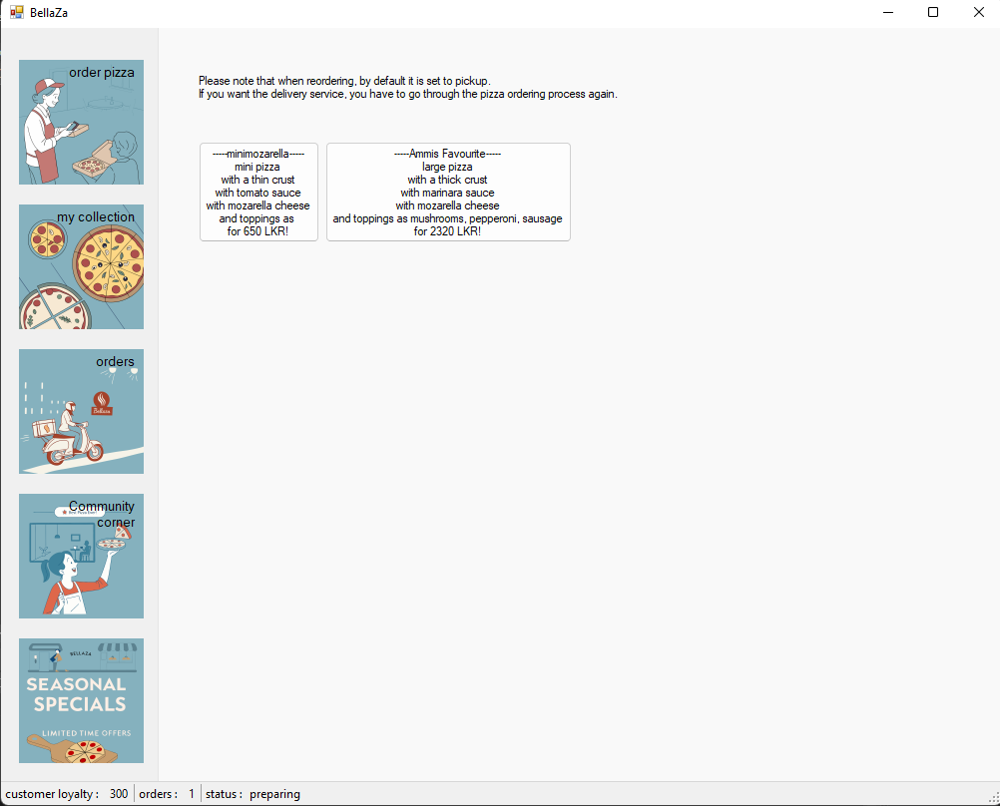 BellaZa
order pizza
my collection
orders
Bellaza
Community
corner
BELLAZA
SEASONAL
SPECIALS
LIMITED TIME OFFERS
Please note that when reordering, by default it is set to pickup.
If you want the delivery service, you have to go through the pizza ordering process again.
-----minimozarella-----
mini pizza
with a thin crust
with tomato sauce
with mozarella cheese
and toppings as
for 650 LKR!
-----Ammis Favourite-----
large pizza
with a thick crust
with marinara sauce
with mozarella cheese
and toppings as mushrooms, pepperoni, sausage
for 2320 LKR!
customer loyalty : 300 orders : 1 status : preparing